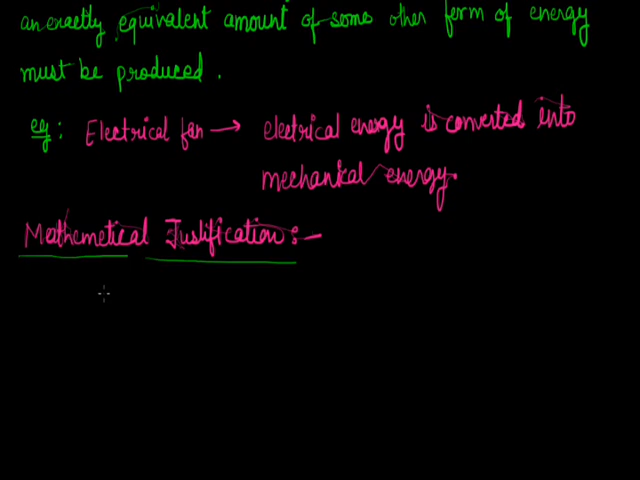 an exactly equivalent amount of some other form of energy
must be produced.
eg: Electrical fan → electrical energy is converted into
mechanical energy.
Mathemetical Justification :-